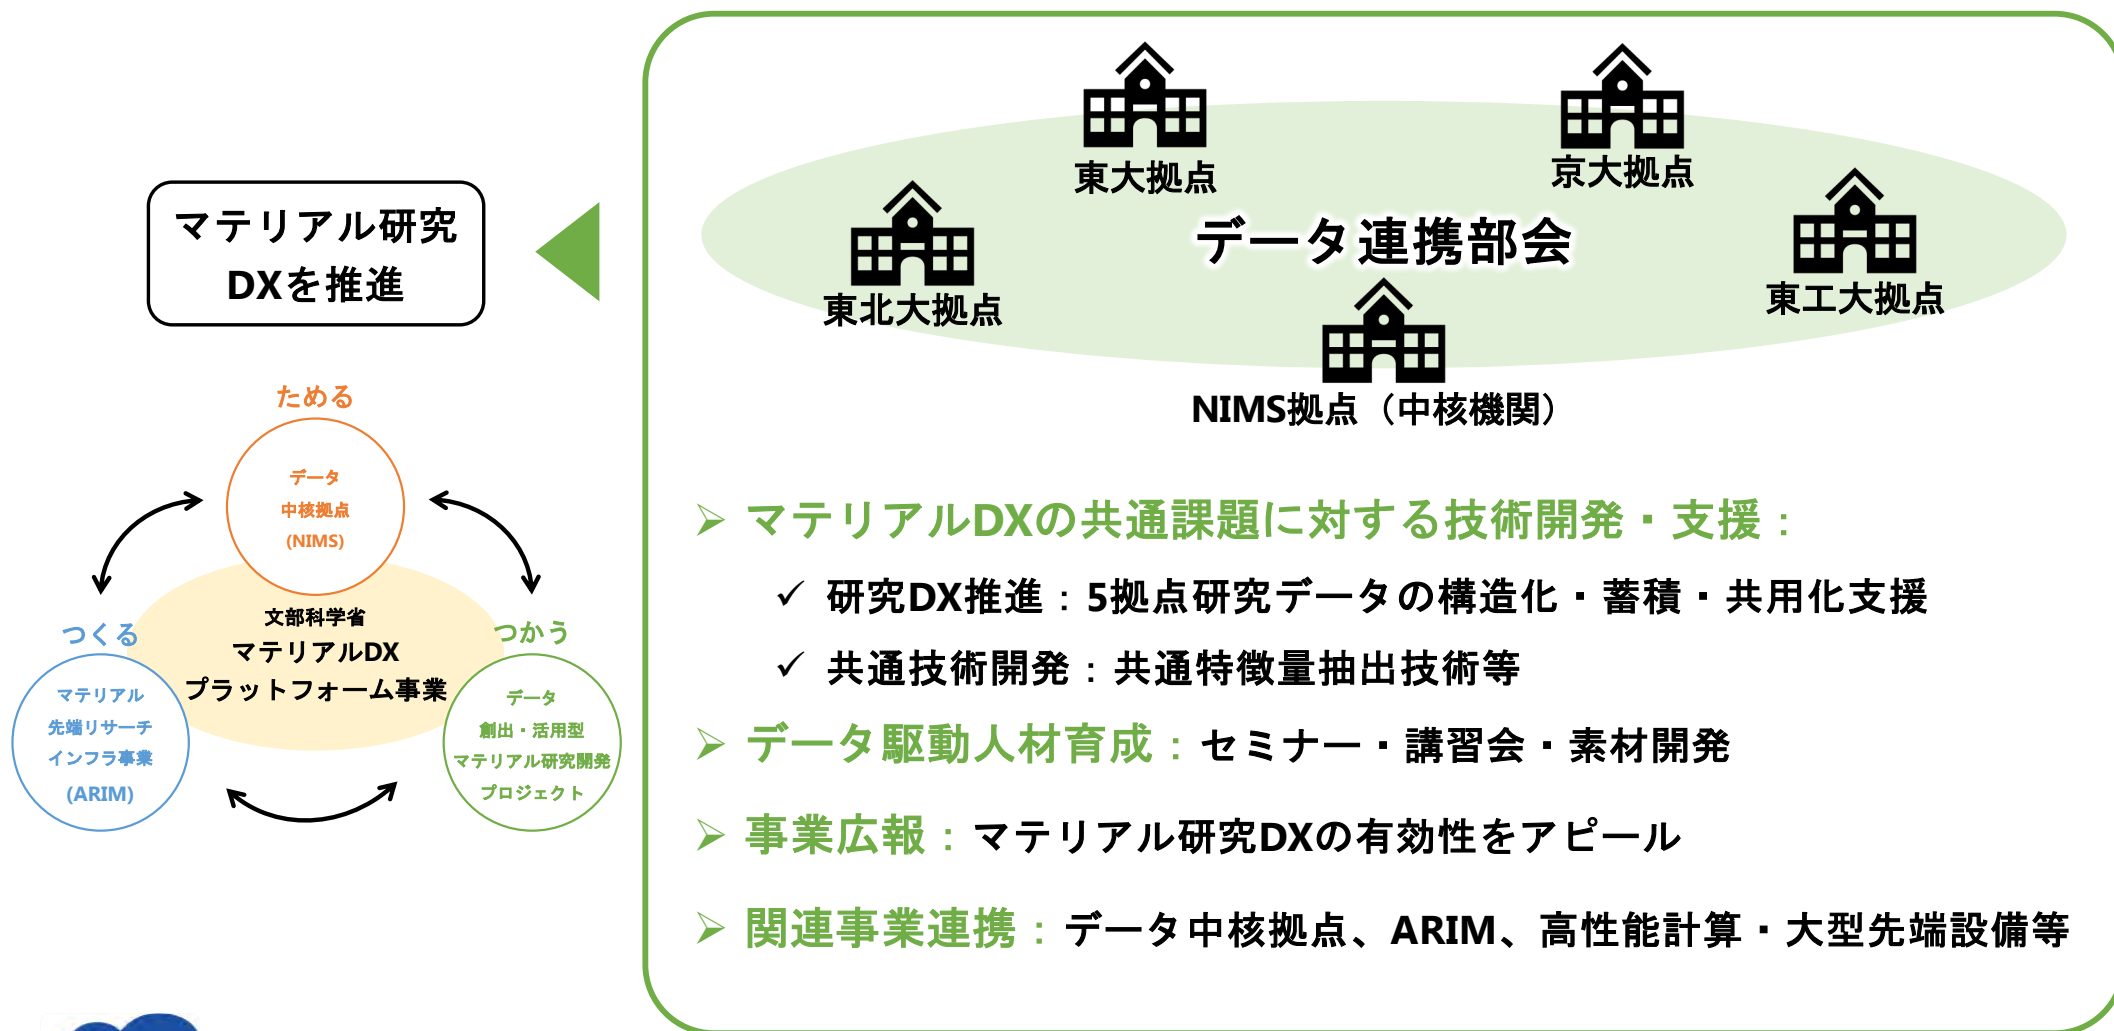 マテリアル研究
DXを推進
ためる
データ
中核拠点
(NIMS)
文部科学省
マテリアルDX
プラットフォーム事業
つくる
マテリアル
先端リサーチ
インフラ事業
(ARIM)
つかう
データ
創出・活用型
マテリアル研究開発
プロジェクト
東大拠点
京大拠点
データ連携部会
東北大拠点
東工大拠点
NIMS拠点（中核機関）
➢ マテリアルDXの共通課題に対する技術開発・支援：
✓ 研究DX推進：5拠点研究データの構造化・蓄積・共用化支援
✓ 共通技術開発：共通特徴量抽出技術等
➢ データ駆動人材育成：セミナー・講習会・素材開発
➢ 事業広報：マテリアル研究DXの有効性をアピール
➢ 関連事業連携：データ中核拠点、ARIM、高性能計算・大型先端設備等